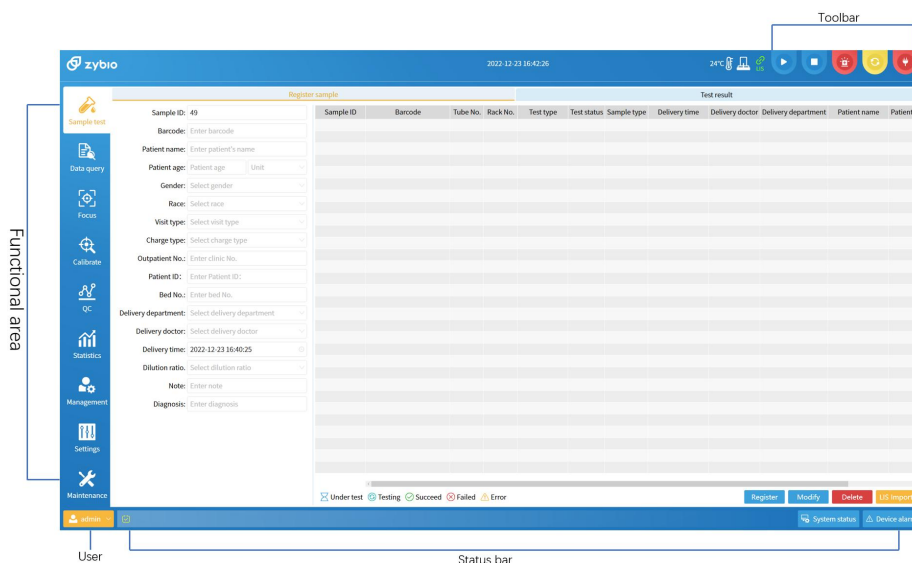 Toolbar
zybio
2022-12-23 16:42:26
24°C
US
Register sample
Test result
Sample test
Data query
Focus
Calibrate
QC
Statistics
Management
Settings
Maintenance
Functional area
Sample ID: 49
Barcode: Enter barcode
Patient name: Enter patient's name
Patient age: Patient age Unit
Gender: Select gender
Race: Select race
Visit type: Select visit type
Charge type: Select charge type
Outpatient No.: Enter clinic No.
Patient ID: Enter Patient ID:
Bed No.: Enter bed No.
Delivery department: Select delivery department
Delivery doctor: Select delivery doctor
Delivery time: 2022-12-23 16:40:25
Dilution ratio. Select dilution ratio
Note: Enter note
Diagnosis: Enter diagnosis
Sample ID Barcode Tube No. Rack No. Test type Test status Sample type Delivery time Delivery doctor Delivery department Patient name Patient
Under test Testing Succeed Failed Error
Register Modify Delete US Import
admin
System status Device alarm
User
Status bar